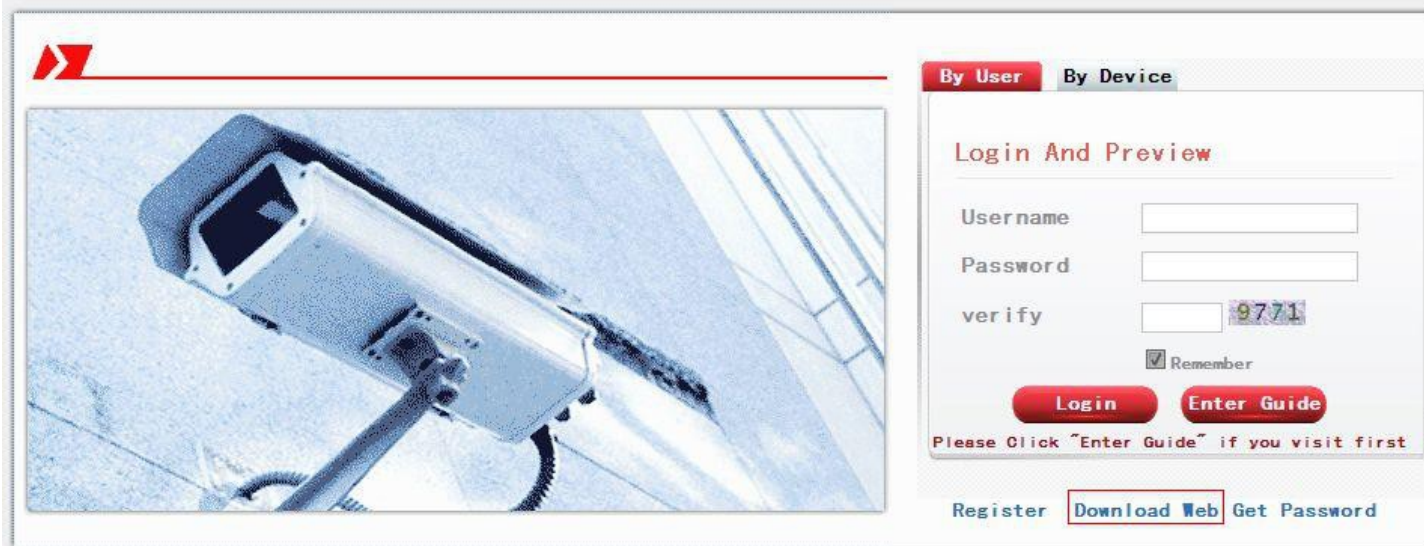 By User By Device
Login And Preview
Username
Password
verify 9771
Remember
Login Enter Guide
Please Click "Enter Guide" if you visit first
Register Download Web Get Password